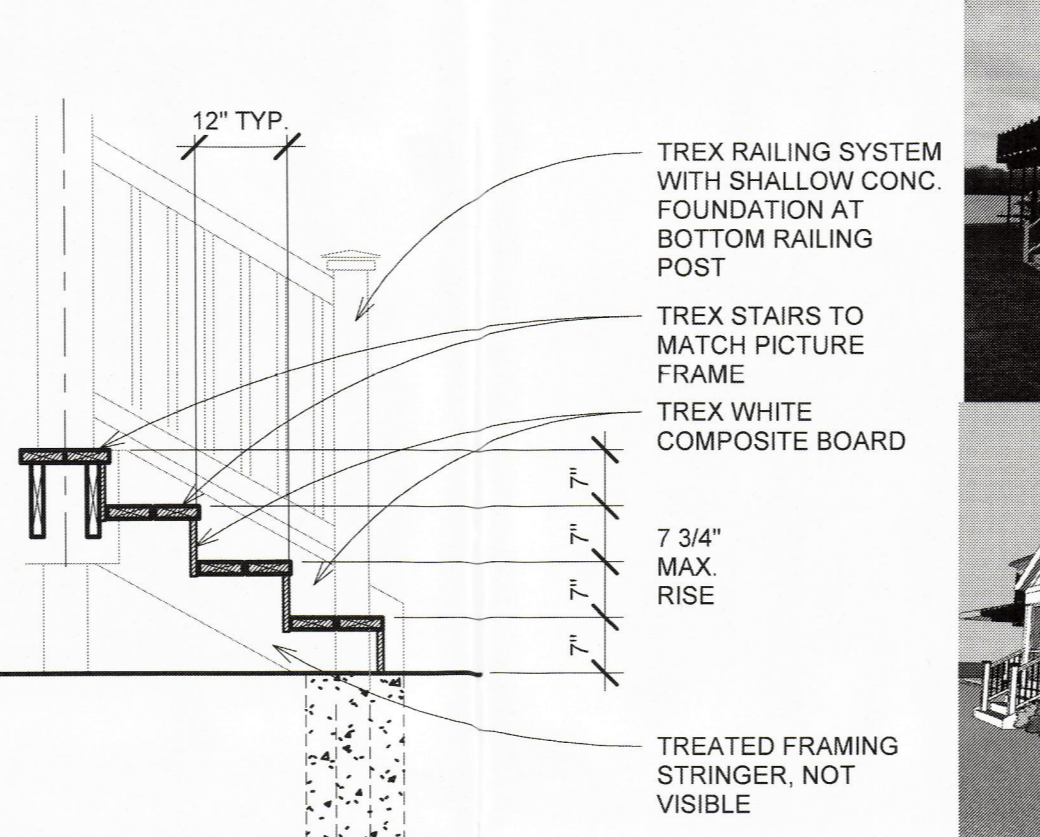 12" TYP.
TREX RAILING SYSTEM
WITH SHALLOW CONC.
FOUNDATION AT
BOTTOM RAILING
POST
TREX STAIRS TO
MATCH PICTURE
FRAME
TREX WHITE
COMPOSITE BOARD
7"
7"
7"
7"
7 3/4"
MAX.
RISE
TREATED FRAMING
STRINGER, NOT
VISIBLE